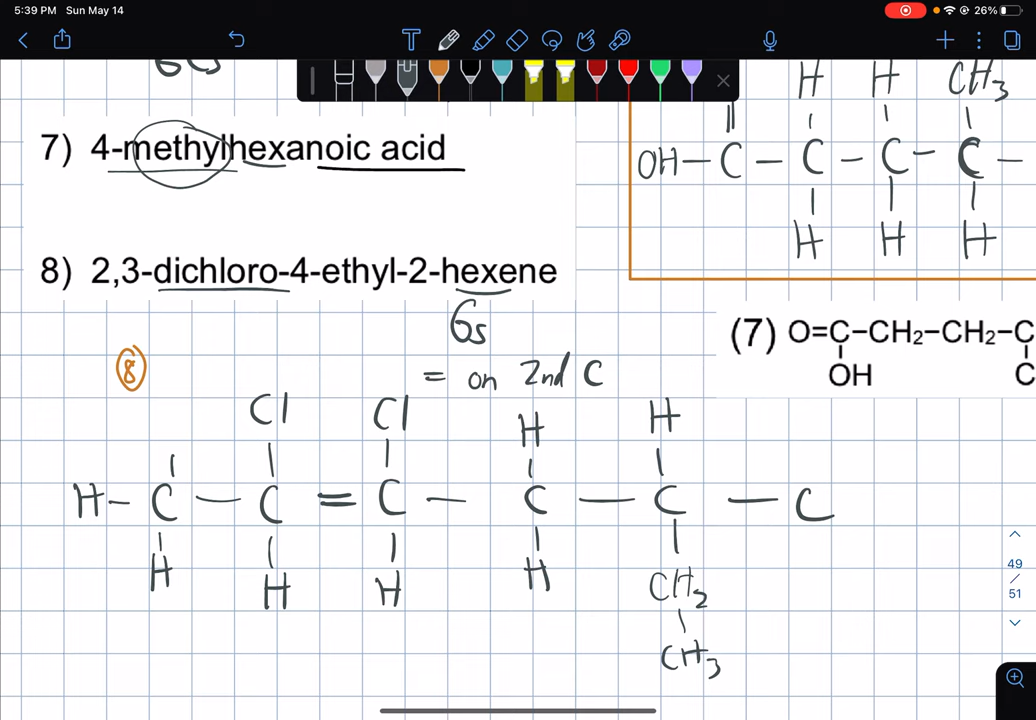 5:39 PM Sun May 14
26%
T
6Cs
7) 4-methylhexanoic acid
H H CH3
OH–C–C–C–C–
H H H
8) 2,3-dichloro-4-ethyl-2-hexene
6s
= on 2nd C
(7) O=C–CH₂–CH₂–C
OH C
8
Cl Cl H H
H–C–C=C–C–C–C
H H H H CH2
CH3
49
/
51